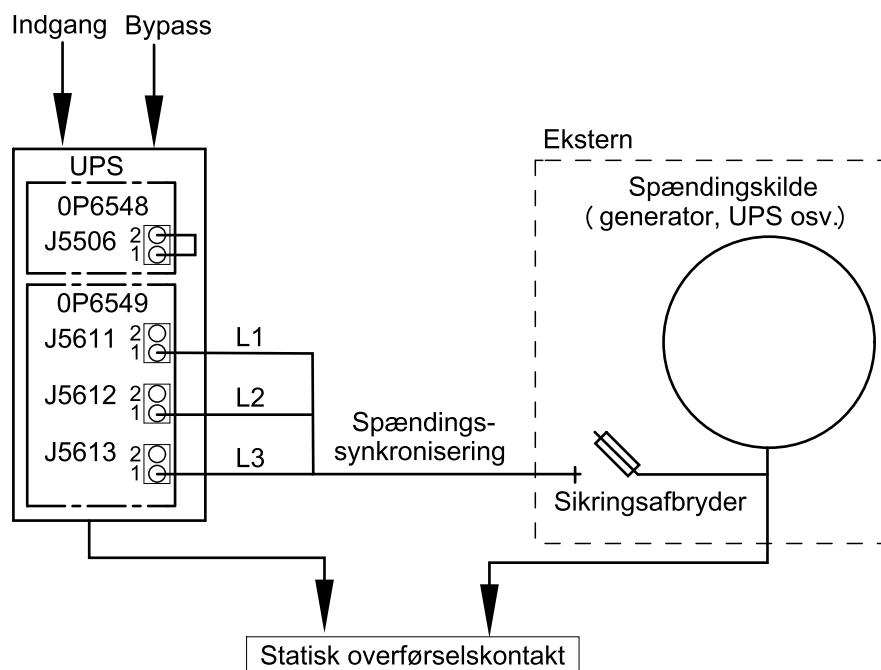 Indgang Bypass
UPS
0P6548
J5506 2
1
0P6549
J5611 2
1
L1
J5612 2
1
L2
J5613 2
1
L3
Spændings-
synkronisering
Ekstern
Spændingskilde
( generator, UPS osv.)
Sikringsafbryder
Statisk overførselskontakt